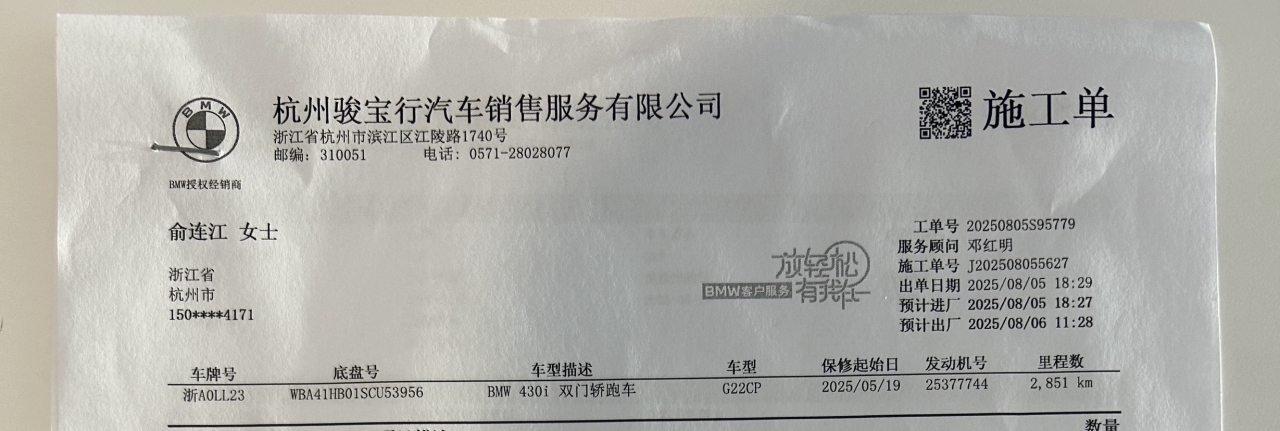 BMW
杭州骏宝行汽车销售服务有限公司
浙江省杭州市滨江区江陵路1740号
邮编: 310051 电话: 0571-28028077
BMW授权经销商
施工单
俞连江 女士
浙江省
杭州市
150****4171
放轻松
BMW客户服务 有我在
工单号 20250805S95779
服务顾问 邓红明
施工单号 J202508055627
出单日期 2025/08/05 18:29
预计进厂 2025/08/05 18:27
预计出厂 2025/08/06 11:28
车牌号 底盘号 车型描述 车型 保修起始日 发动机号 里程数
浙A0LL23 WBA41HB01SCU53956 BMW 430i 双门轿跑车 G22CP 2025/05/19 25377744 2,851 km
数量